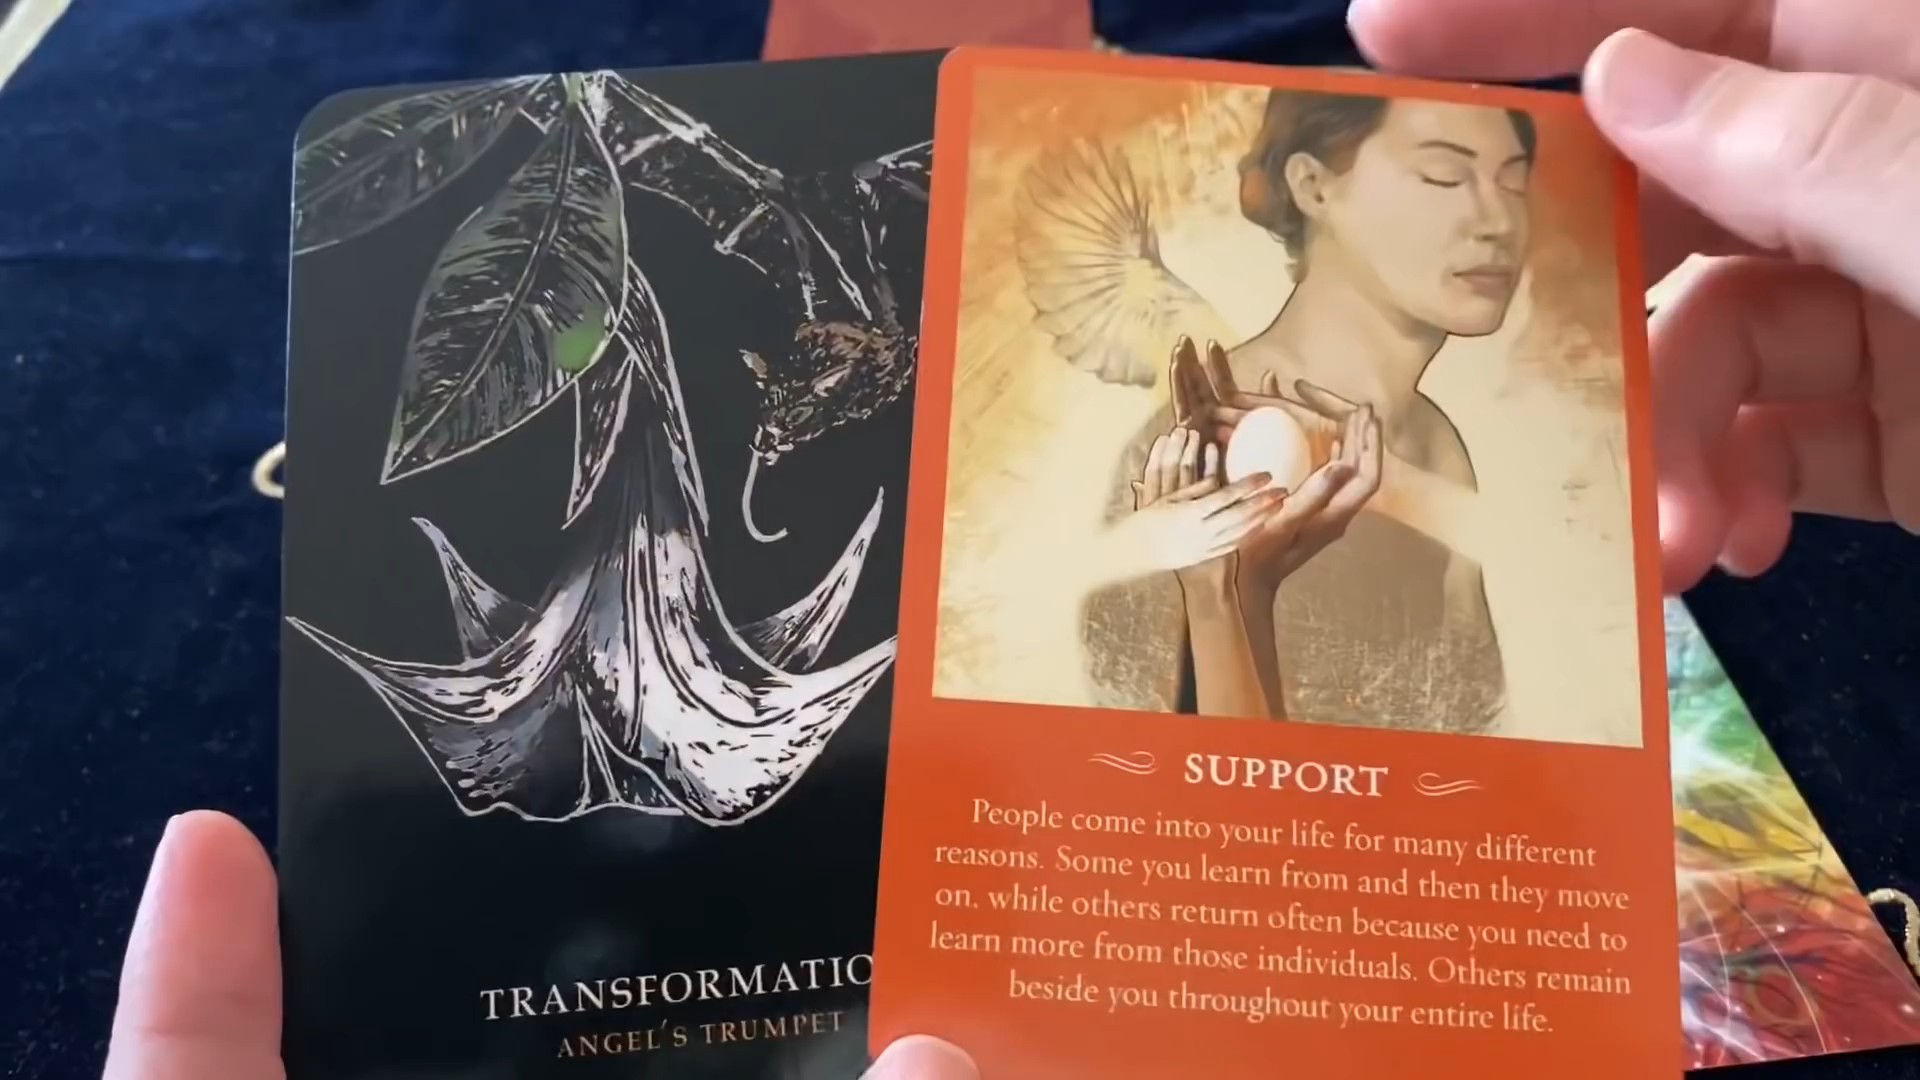 TRANSFORMATIO
ANGEL'S TRUMPET
SUPPORT
People come into your life for many different
reasons. Some you learn from and then they move
on, while others return often because you need to
learn more from those individuals. Others remain
beside you throughout your entire life.